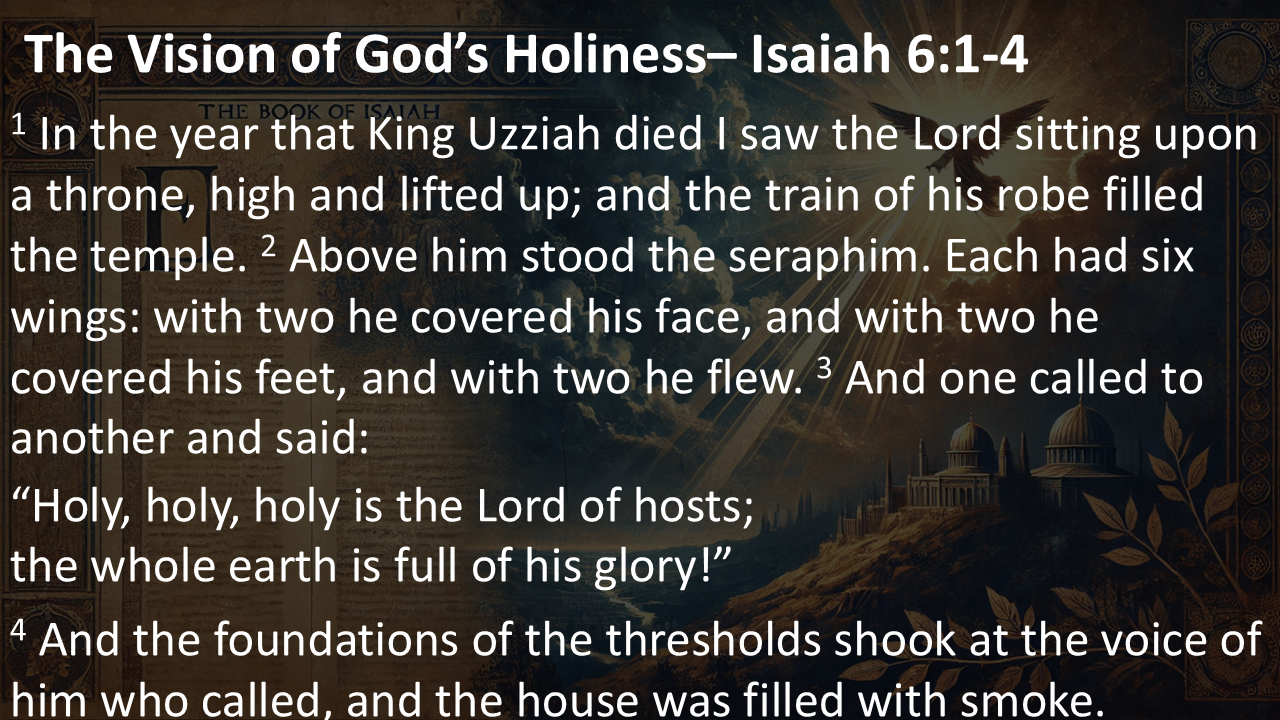 The Vision of God’s Holiness– Isaiah 6:1-4
THE BOOK OF ISAIAH
1 In the year that King Uzziah died I saw the Lord sitting upon
a throne, high and lifted up; and the train of his robe filled
the temple. 2 Above him stood the seraphim. Each had six
wings: with two he covered his face, and with two he
covered his feet, and with two he flew. 3 And one called to
another and said:
“Holy, holy, holy is the Lord of hosts;
the whole earth is full of his glory!”
4 And the foundations of the thresholds shook at the voice of
him who called, and the house was filled with smoke.